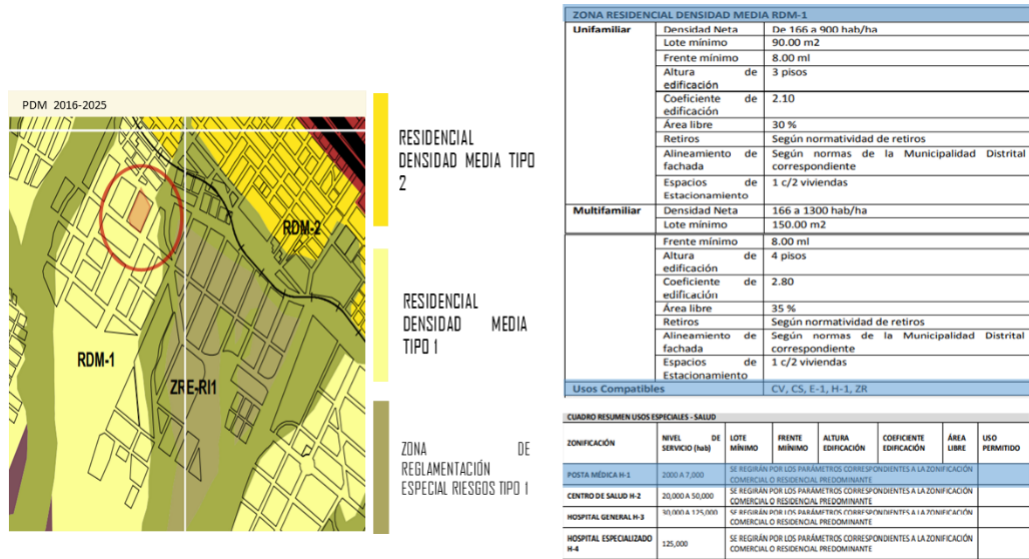 PDM 2016-2025
RDM-2
RDM-1
ZRE-RI1
RESIDENCIAL
DENSIDAD MEDIA TIPO
2
RESIDENCIAL
DENSIDAD MEDIA
TIPO 1
ZONA DE
REGLAMENTACIÓN
ESPECIAL RIESGOS TIPO 1
ZONA RESIDENCIAL DENSIDAD MEDIA RDM-1
Unifamiliar Densidad Neta De 166 a 900 hab/ha
Lote mínimo 90.00 m2
Frente mínimo 8.00 ml
Altura de 3 pisos
edificación
Coeficiente de 2.10
edificación
Área libre 30 %
Retiros Según normatividad de retiros
Alineamiento de Según normas de la Municipalidad Distrital
fachada correspondiente
Espacios de 1 c/2 viviendas
Estacionamiento
Multifamiliar Densidad Neta 166 a 1300 hab/ha
Lote mínimo 150.00 m2
Frente mínimo 8.00 ml
Altura de 4 pisos
edificación
Coeficiente de 2.80
edificación
Área libre 35 %
Retiros Según normatividad de retiros
Alineamiento de Según normas de la Municipalidad Distrital
fachada correspondiente
Espacios de 1 c/2 viviendas
Estacionamiento
Usos Compatibles CV, CS, E-1, H-1, ZR
CUADRO RESUMEN USOS ESPECIALES - SALUD
ZONIFICACIÓN NIVEL DE SERVICIO (hab) LOTE MÍNIMO FRENTE MIÍNIMO ALTURA EDIFICACIÓN COEFICIENTE EDIFICACIÓN ÁREA LIBRE USO PERMITIDO
POSTA MÉDICA H-1 2000 A 7,000 SE REGIRÁN POR LOS PARÁMETROS CORRESPONDIENTES A LA ZONIFICACIÓN
COMERCIAL O RESIDENCIAL PREDOMINANTE
CENTRO DE SALUD H-2 20,000 A 50,000 SE REGIRÁN POR LOS PARÁMETROS CORRESPONDIENTES A LA ZONIFICACIÓN
COMERCIAL O RESIDENCIAL PREDOMINANTE
HOSPITAL GENERAL H-3 30,000 A 125,000 SE REGIRÁN POR LOS PARÁMETROS CORRESPONDIENTES A LA ZONIFICACIÓN
COMERCIAL O RESIDENCIAL PREDOMINANTE
HOSPITAL ESPECIALIZADO H-4 125,000 SE REGIRÁN POR LOS PARÁMETROS CORRESPONDIENTES A LA ZONIFICACIÓN
COMERCIAL O RESIDENCIAL PREDOMINANTE